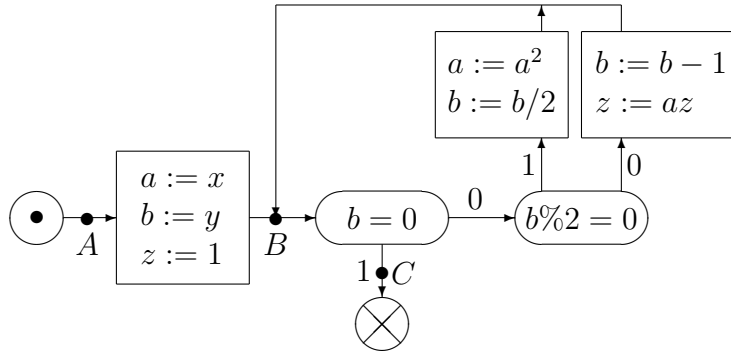 a := a²
b := b/2
b := b − 1
z := az
1
0
a := x
b := y
z := 1
A
B
b = 0
0
b%2 = 0
1
C